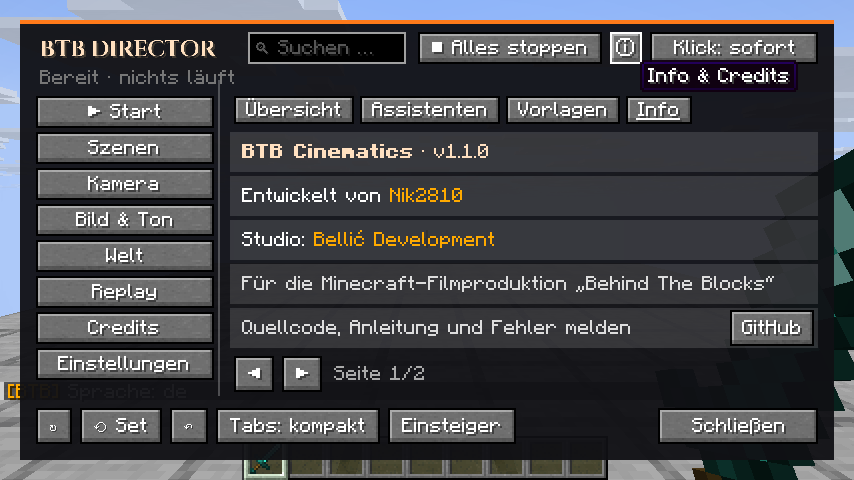 BTB DIRECTOR
Suchen ...
Alles stoppen
Klick: sofort
Bereit · nichts läuft
Info & Credits
Start
Übersicht
Assistenten
Vorlagen
Info
Szenen
BTB Cinematics · v1.1.0
Kamera
Entwickelt von Nik2810
Bild & Ton
Studio: Bellić Development
Welt
Replay
Für die Minecraft-Filmproduktion „Behind The Blocks“
Credits
Quellcode, Anleitung und Fehler melden
GitHub
Einstellungen
Seite 1/2
[BTB] Sprache: de
Set
Tabs: kompakt
Einsteiger
Schließen